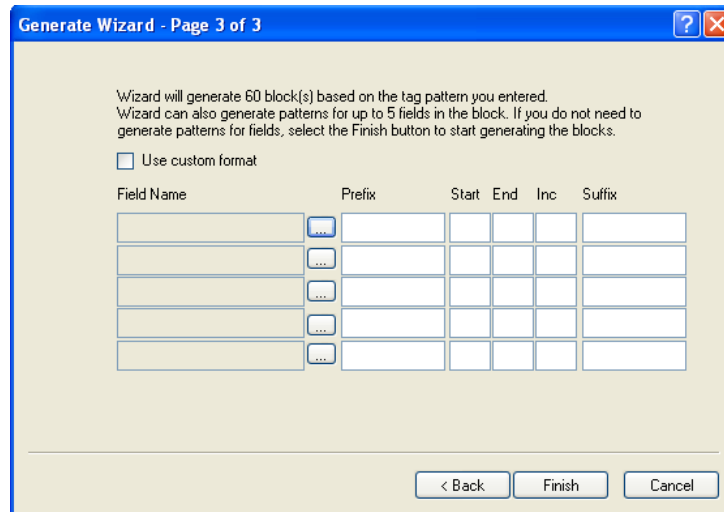 Generate Wizard - Page 3 of 3
Wizard will generate 60 block(s) based on the tag pattern you entered.
Wizard can also generate patterns for up to 5 fields in the block. If you do not need to
generate patterns for fields, select the Finish button to start generating the blocks.
Use custom format
Field Name Prefix Start End Inc Suffix
...
...
...
...
...
< Back Finish Cancel